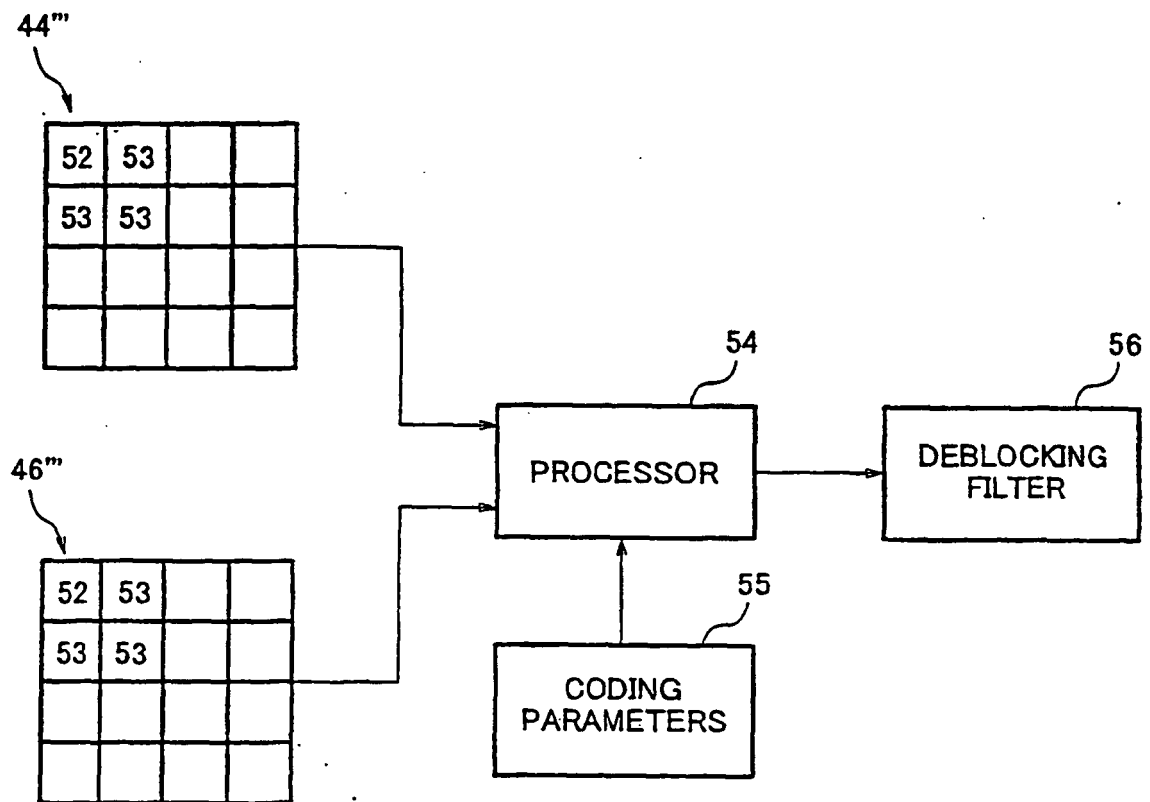 44'''
52 53
53 53
54
PROCESSOR
56
DEBLOCKING
FILTER
46'''
52 53
53 53
55
CODING
PARAMETERS